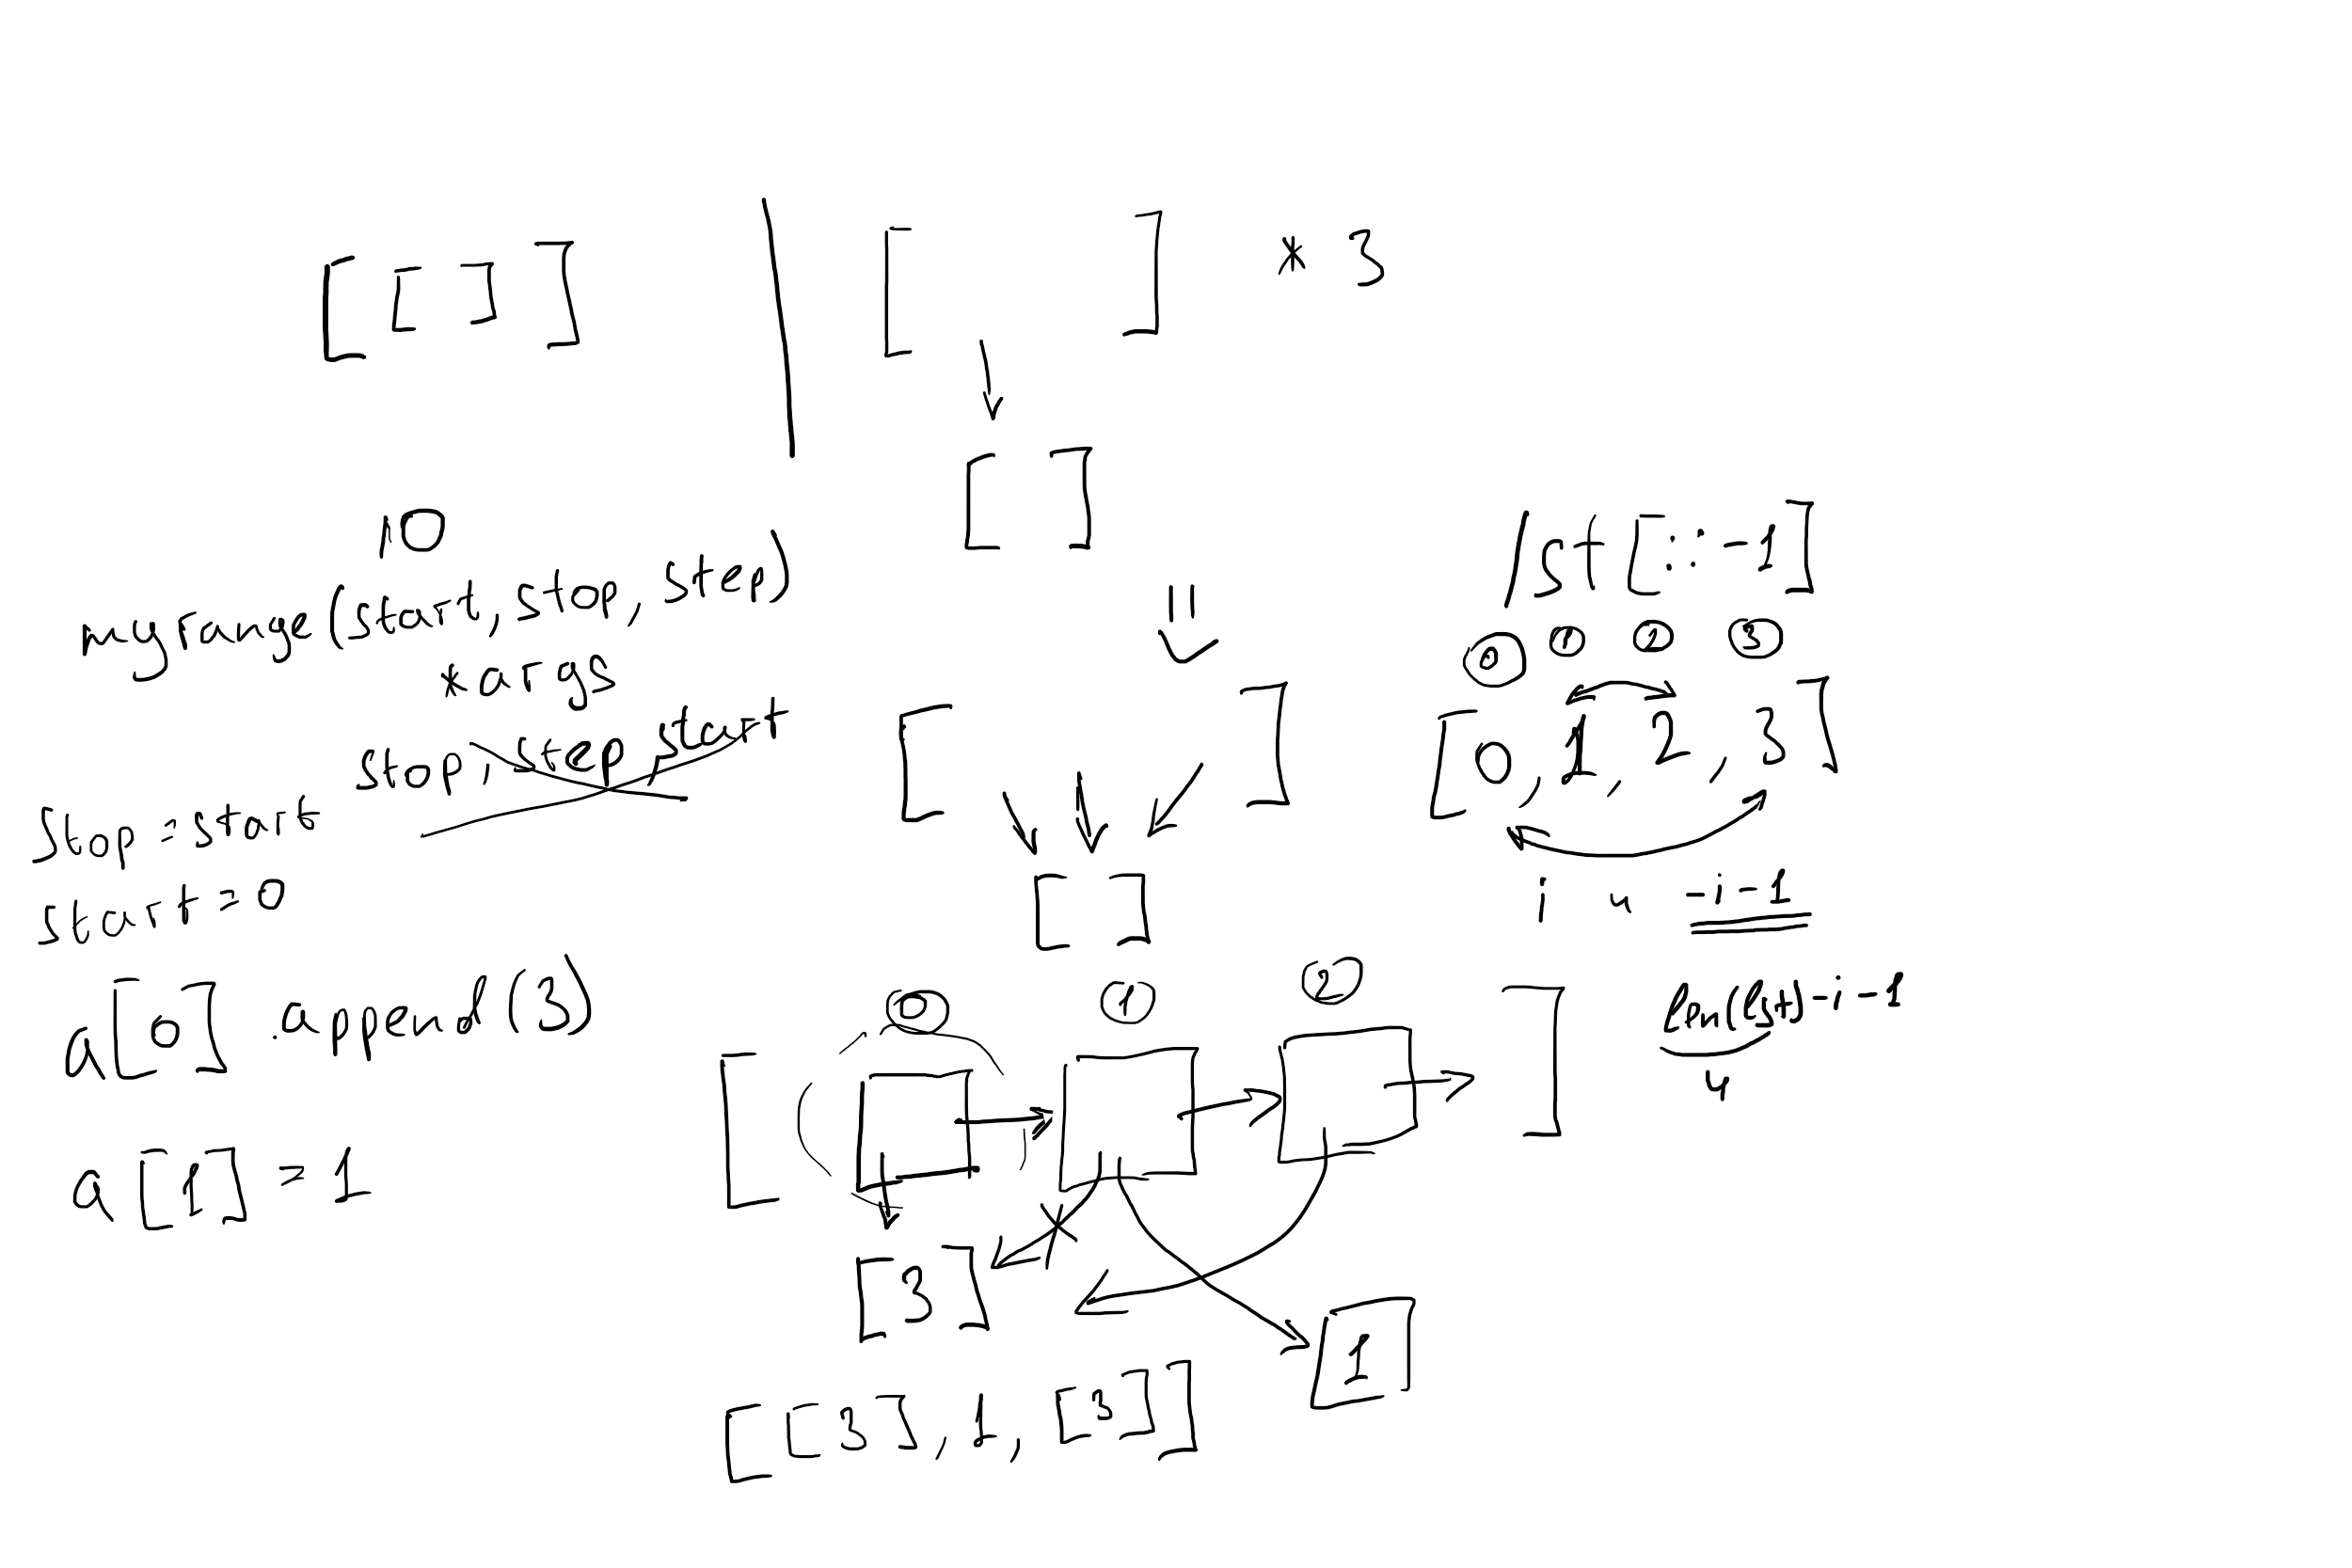 [[ ]]
[ ] * 3
[ ]
10
myrange(start, stop, step)
*args
stop, step, start
stop = start
start = 0
a[0].append(3)
a[1] = 1
[ ]
[ ]
0 1 2
[ ]
[3]
1
[[3], 1, [3]]
lst[::-1]
0 1 2 3
[0, 1, 2, 3]
i и -i-1
len(lst)-i-1
4